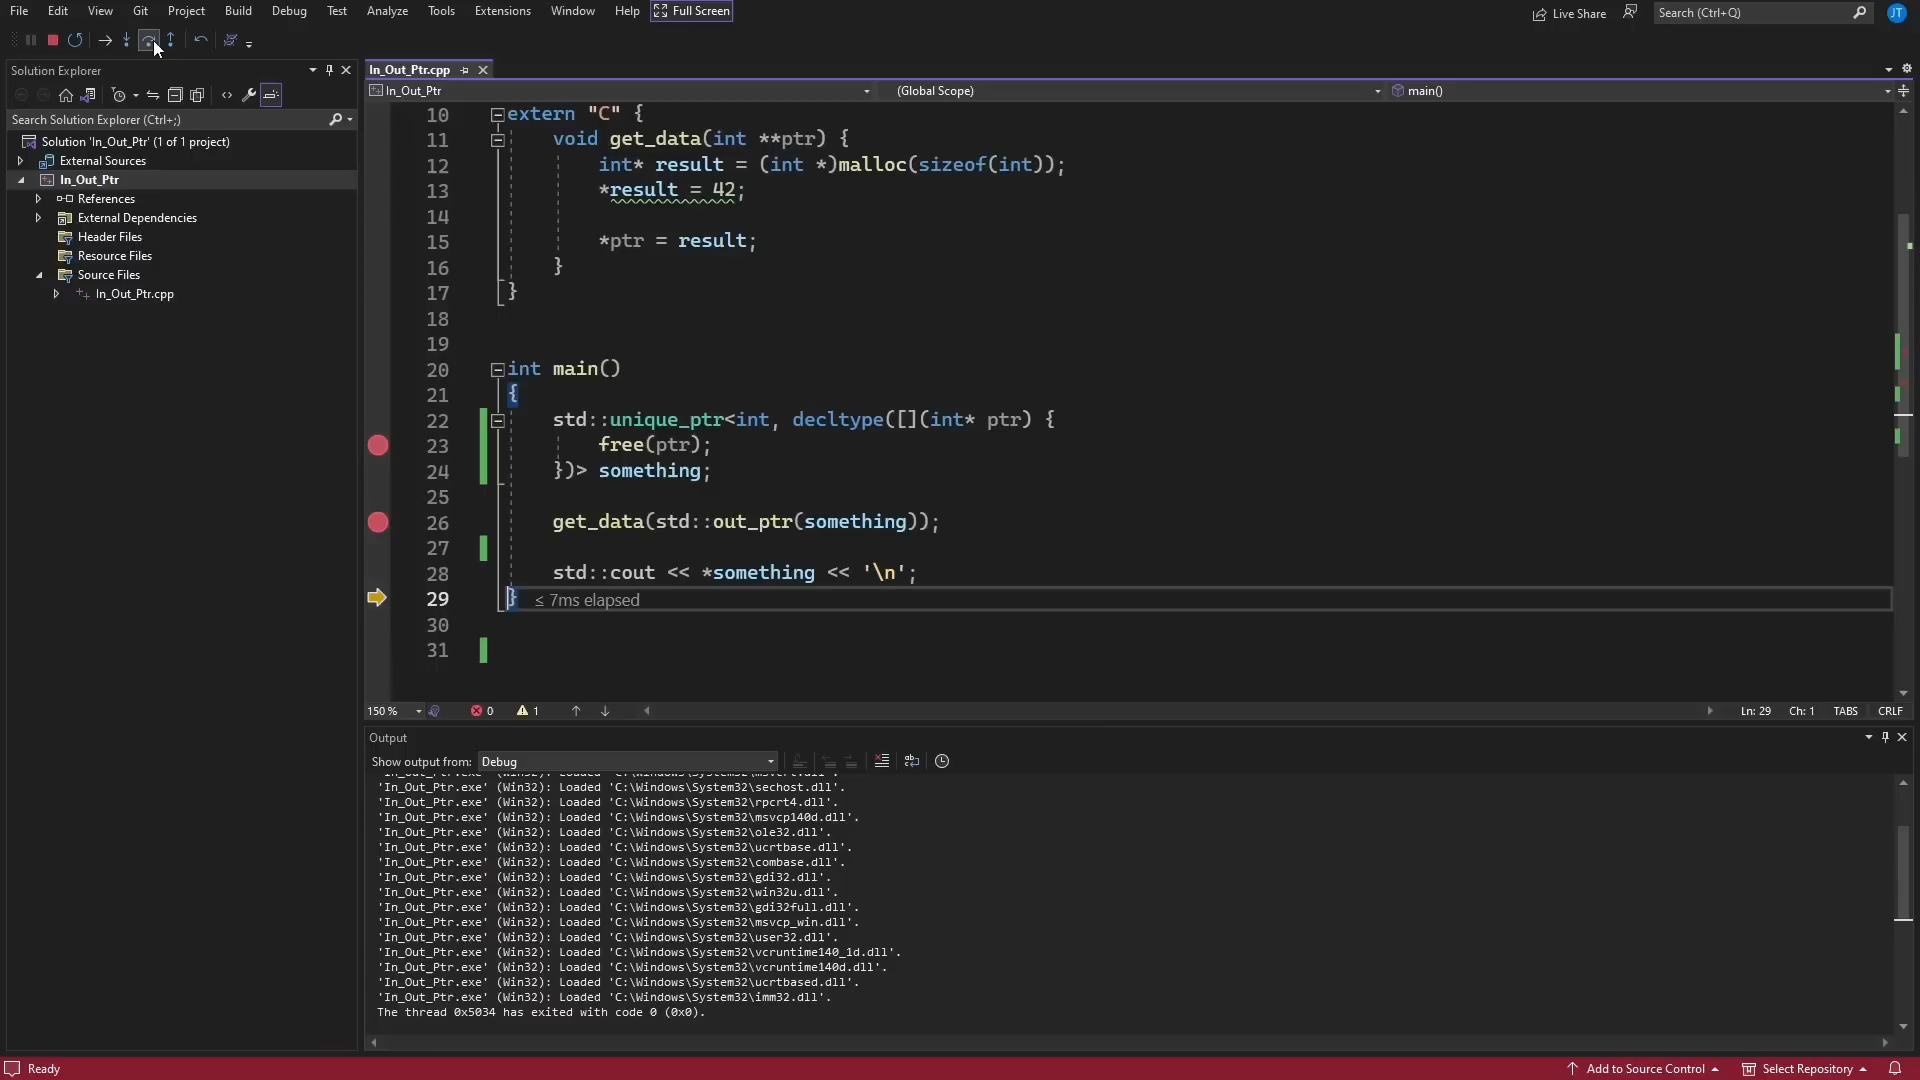 File Edit View Git Project Build Debug Test Analyze Tools Extensions Window Help Full Screen Live Share Search (Ctrl+Q) JT
Solution Explorer
Search Solution Explorer (Ctrl+;)
Solution 'In_Out_Ptr' (1 of 1 project)
External Sources
In_Out_Ptr
References
External Dependencies
Header Files
Resource Files
Source Files
In_Out_Ptr.cpp
In_Out_Ptr.cpp
In_Out_Ptr (Global Scope) main()
10 extern "C" {
11 void get_data(int **ptr) {
12 int* result = (int *)malloc(sizeof(int));
13 *result = 42;
14
15 *ptr = result;
16 }
17 }
18
19
20 int main()
21 {
22 std::unique_ptr<int, decltype([](int* ptr) {
23 free(ptr);
24 })> something;
25
26 get_data(std::out_ptr(something));
27
28 std::cout << *something << '\n';
29 } ≤ 7ms elapsed
30
31
150 % 0 1 Ln: 29 Ch: 1 TABS CRLF
Output
Show output from: Debug
'In_Out_Ptr.exe' (Win32): Loaded 'C:\Windows\System32\msvcrt.dll'.
'In_Out_Ptr.exe' (Win32): Loaded 'C:\Windows\System32\sechost.dll'.
'In_Out_Ptr.exe' (Win32): Loaded 'C:\Windows\System32\rpcrt4.dll'.
'In_Out_Ptr.exe' (Win32): Loaded 'C:\Windows\System32\msvcp140d.dll'.
'In_Out_Ptr.exe' (Win32): Loaded 'C:\Windows\System32\ole32.dll'.
'In_Out_Ptr.exe' (Win32): Loaded 'C:\Windows\System32\ucrtbase.dll'.
'In_Out_Ptr.exe' (Win32): Loaded 'C:\Windows\System32\combase.dll'.
'In_Out_Ptr.exe' (Win32): Loaded 'C:\Windows\System32\gdi32.dll'.
'In_Out_Ptr.exe' (Win32): Loaded 'C:\Windows\System32\win32u.dll'.
'In_Out_Ptr.exe' (Win32): Loaded 'C:\Windows\System32\gdi32full.dll'.
'In_Out_Ptr.exe' (Win32): Loaded 'C:\Windows\System32\msvcp_win.dll'.
'In_Out_Ptr.exe' (Win32): Loaded 'C:\Windows\System32\user32.dll'.
'In_Out_Ptr.exe' (Win32): Loaded 'C:\Windows\System32\vcruntime140_1d.dll'.
'In_Out_Ptr.exe' (Win32): Loaded 'C:\Windows\System32\vcruntime140d.dll'.
'In_Out_Ptr.exe' (Win32): Loaded 'C:\Windows\System32\ucrtbased.dll'.
'In_Out_Ptr.exe' (Win32): Loaded 'C:\Windows\System32\imm32.dll'.
The thread 0x5034 has exited with code 0 (0x0).
Ready Add to Source Control Select Repository